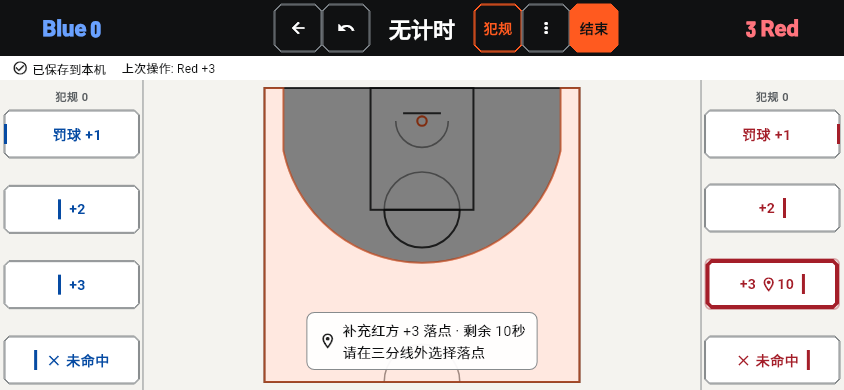 Blue 0
无计时
犯规
结束
3 Red
已保存到本机 上次操作: Red +3
犯规 0
罚球 +1
+2
+3
未命中
补充红方 +3 落点 · 剩余 10秒
请在三分线外选择落点
犯规 0
罚球 +1
+2
+3 10
未命中